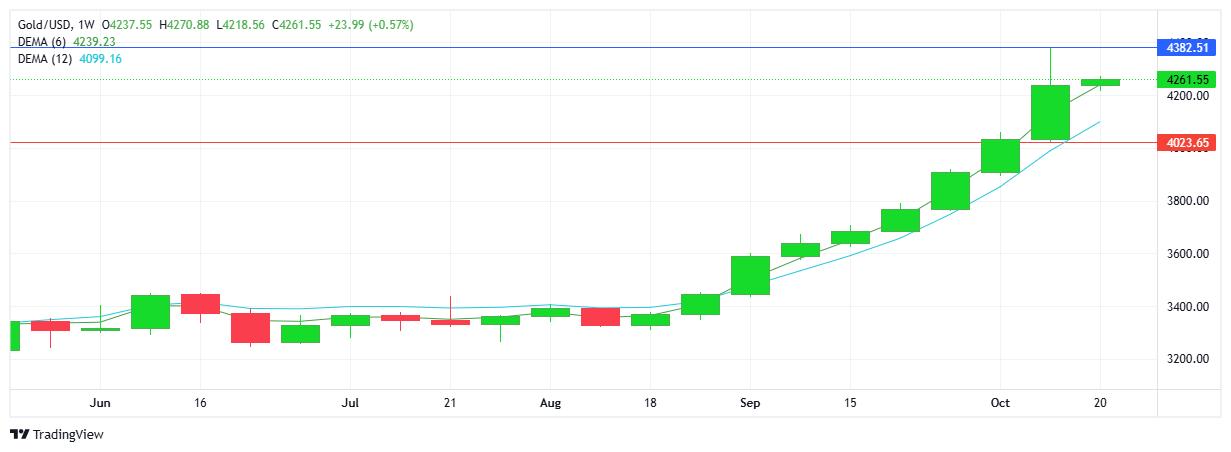 Gold/USD, 1W O4237.55 H4270.88 L4218.56 C4261.55 +23.99 (+0.57%)
DEMA (6) 4239.23
DEMA (12) 4099.16
4382.51
4261.55
4200.00
4023.65
3800.00
3600.00
3400.00
3200.00
Jun 16 Jul 21 Aug 18 Sep 15 Oct 20
TradingView